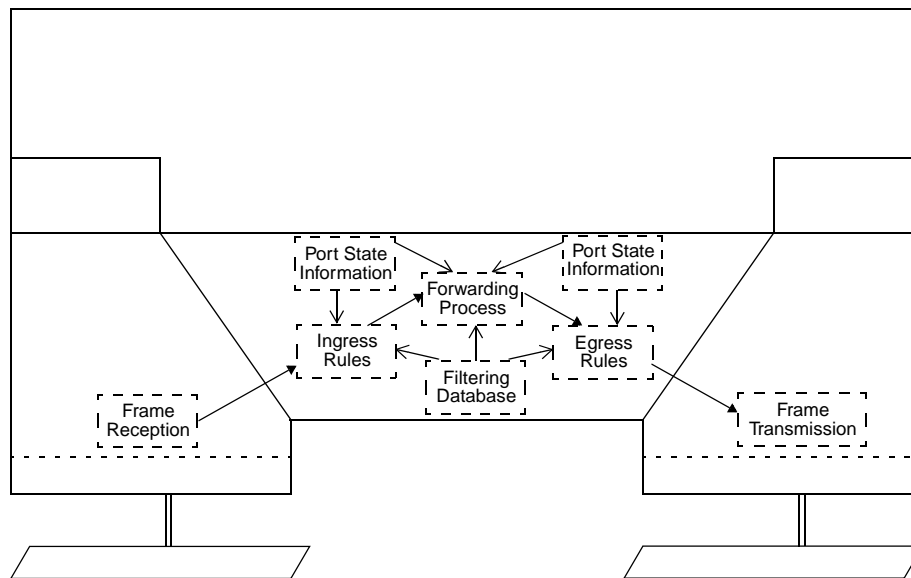 Port State
Information
Port State
Information
Forwarding
Process
Ingress
Rules
Egress
Rules
Filtering
Database
Frame
Reception
Frame
Transmission